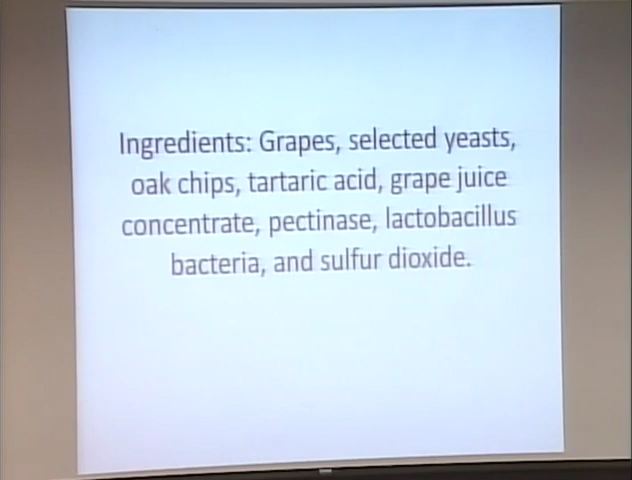 Ingredients: Grapes, selected yeasts,
oak chips, tartaric acid, grape juice
concentrate, pectinase, lactobacillus
bacteria, and sulfur dioxide.